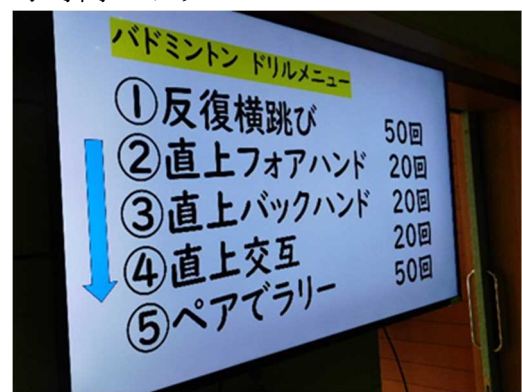 バドミントン ドリルメニュー
①反復横跳び 50回
②直上フォアハンド 20回
③直上バックハンド 20回
④直上交互 20回
⑤ペアでラリー 50回